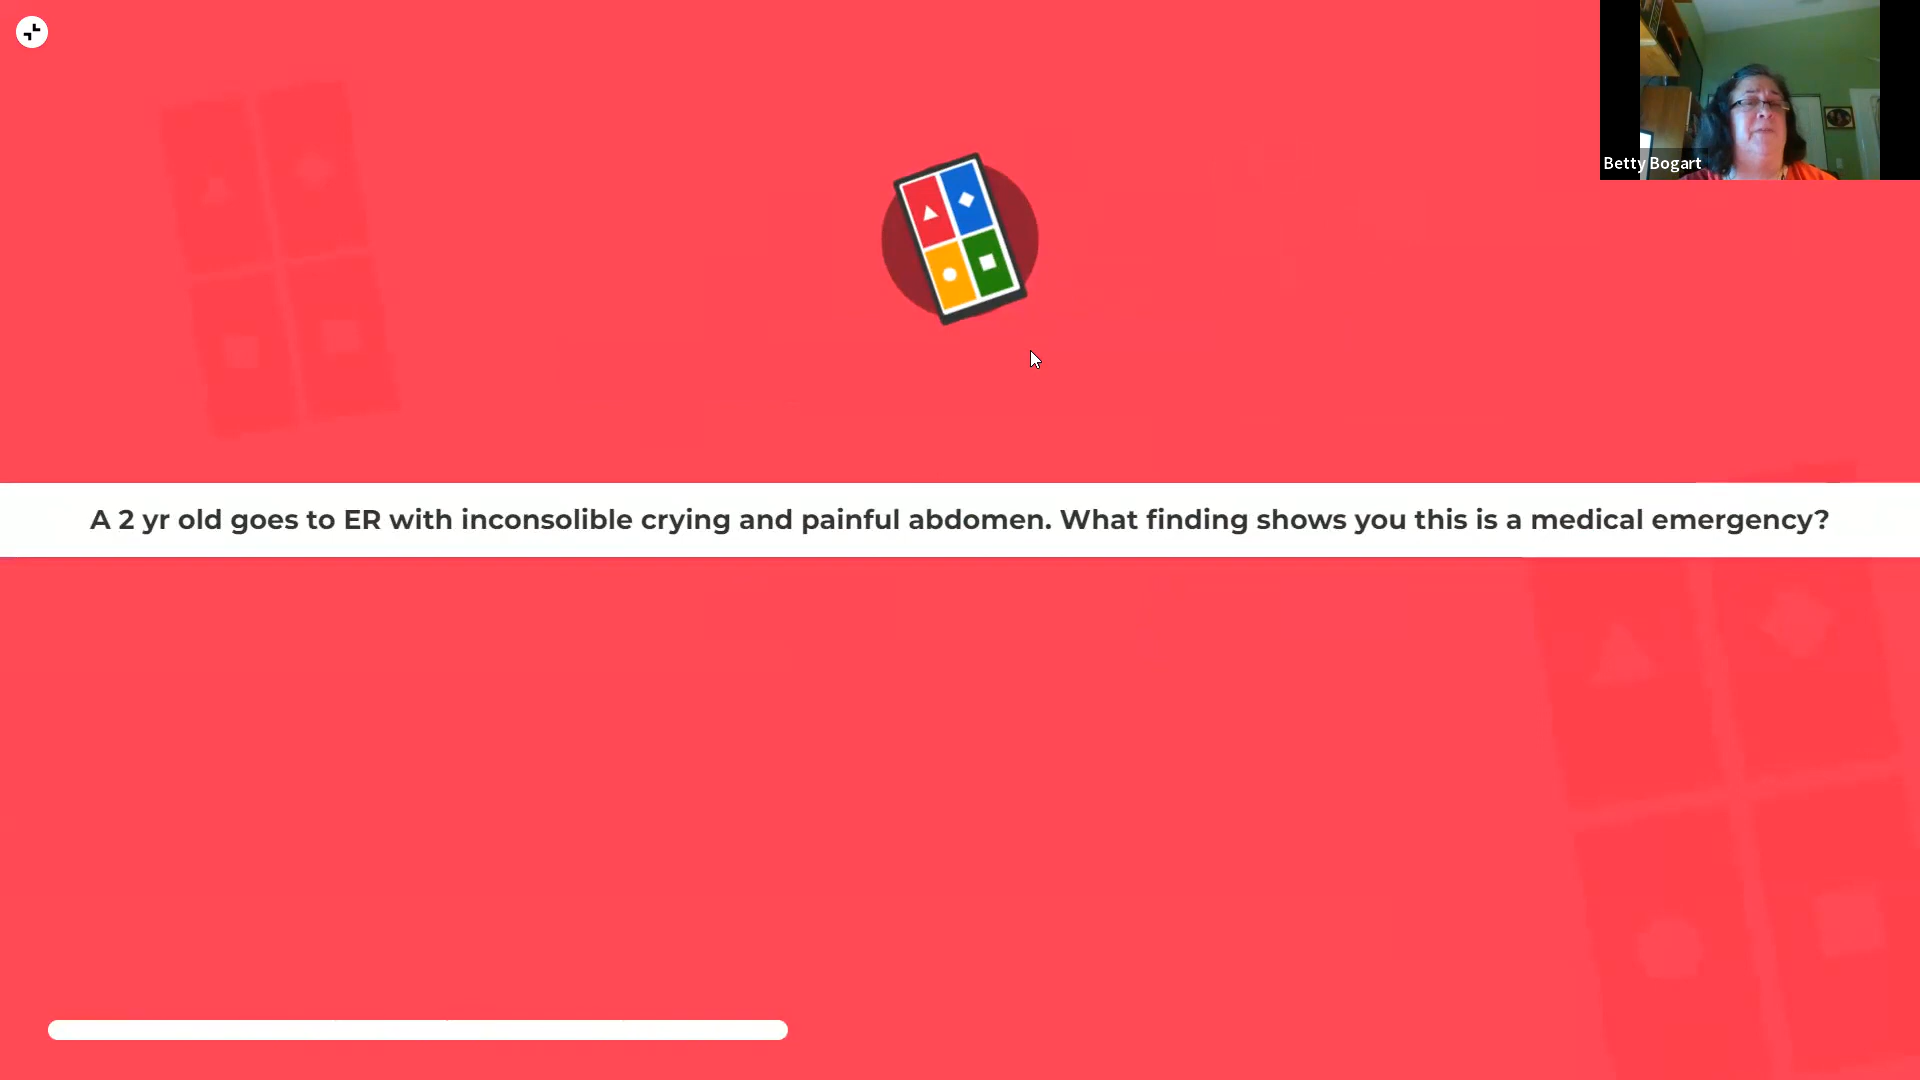 Betty Bogart
A 2 yr old goes to ER with inconsolible crying and painful abdomen. What finding shows you this is a medical emergency?